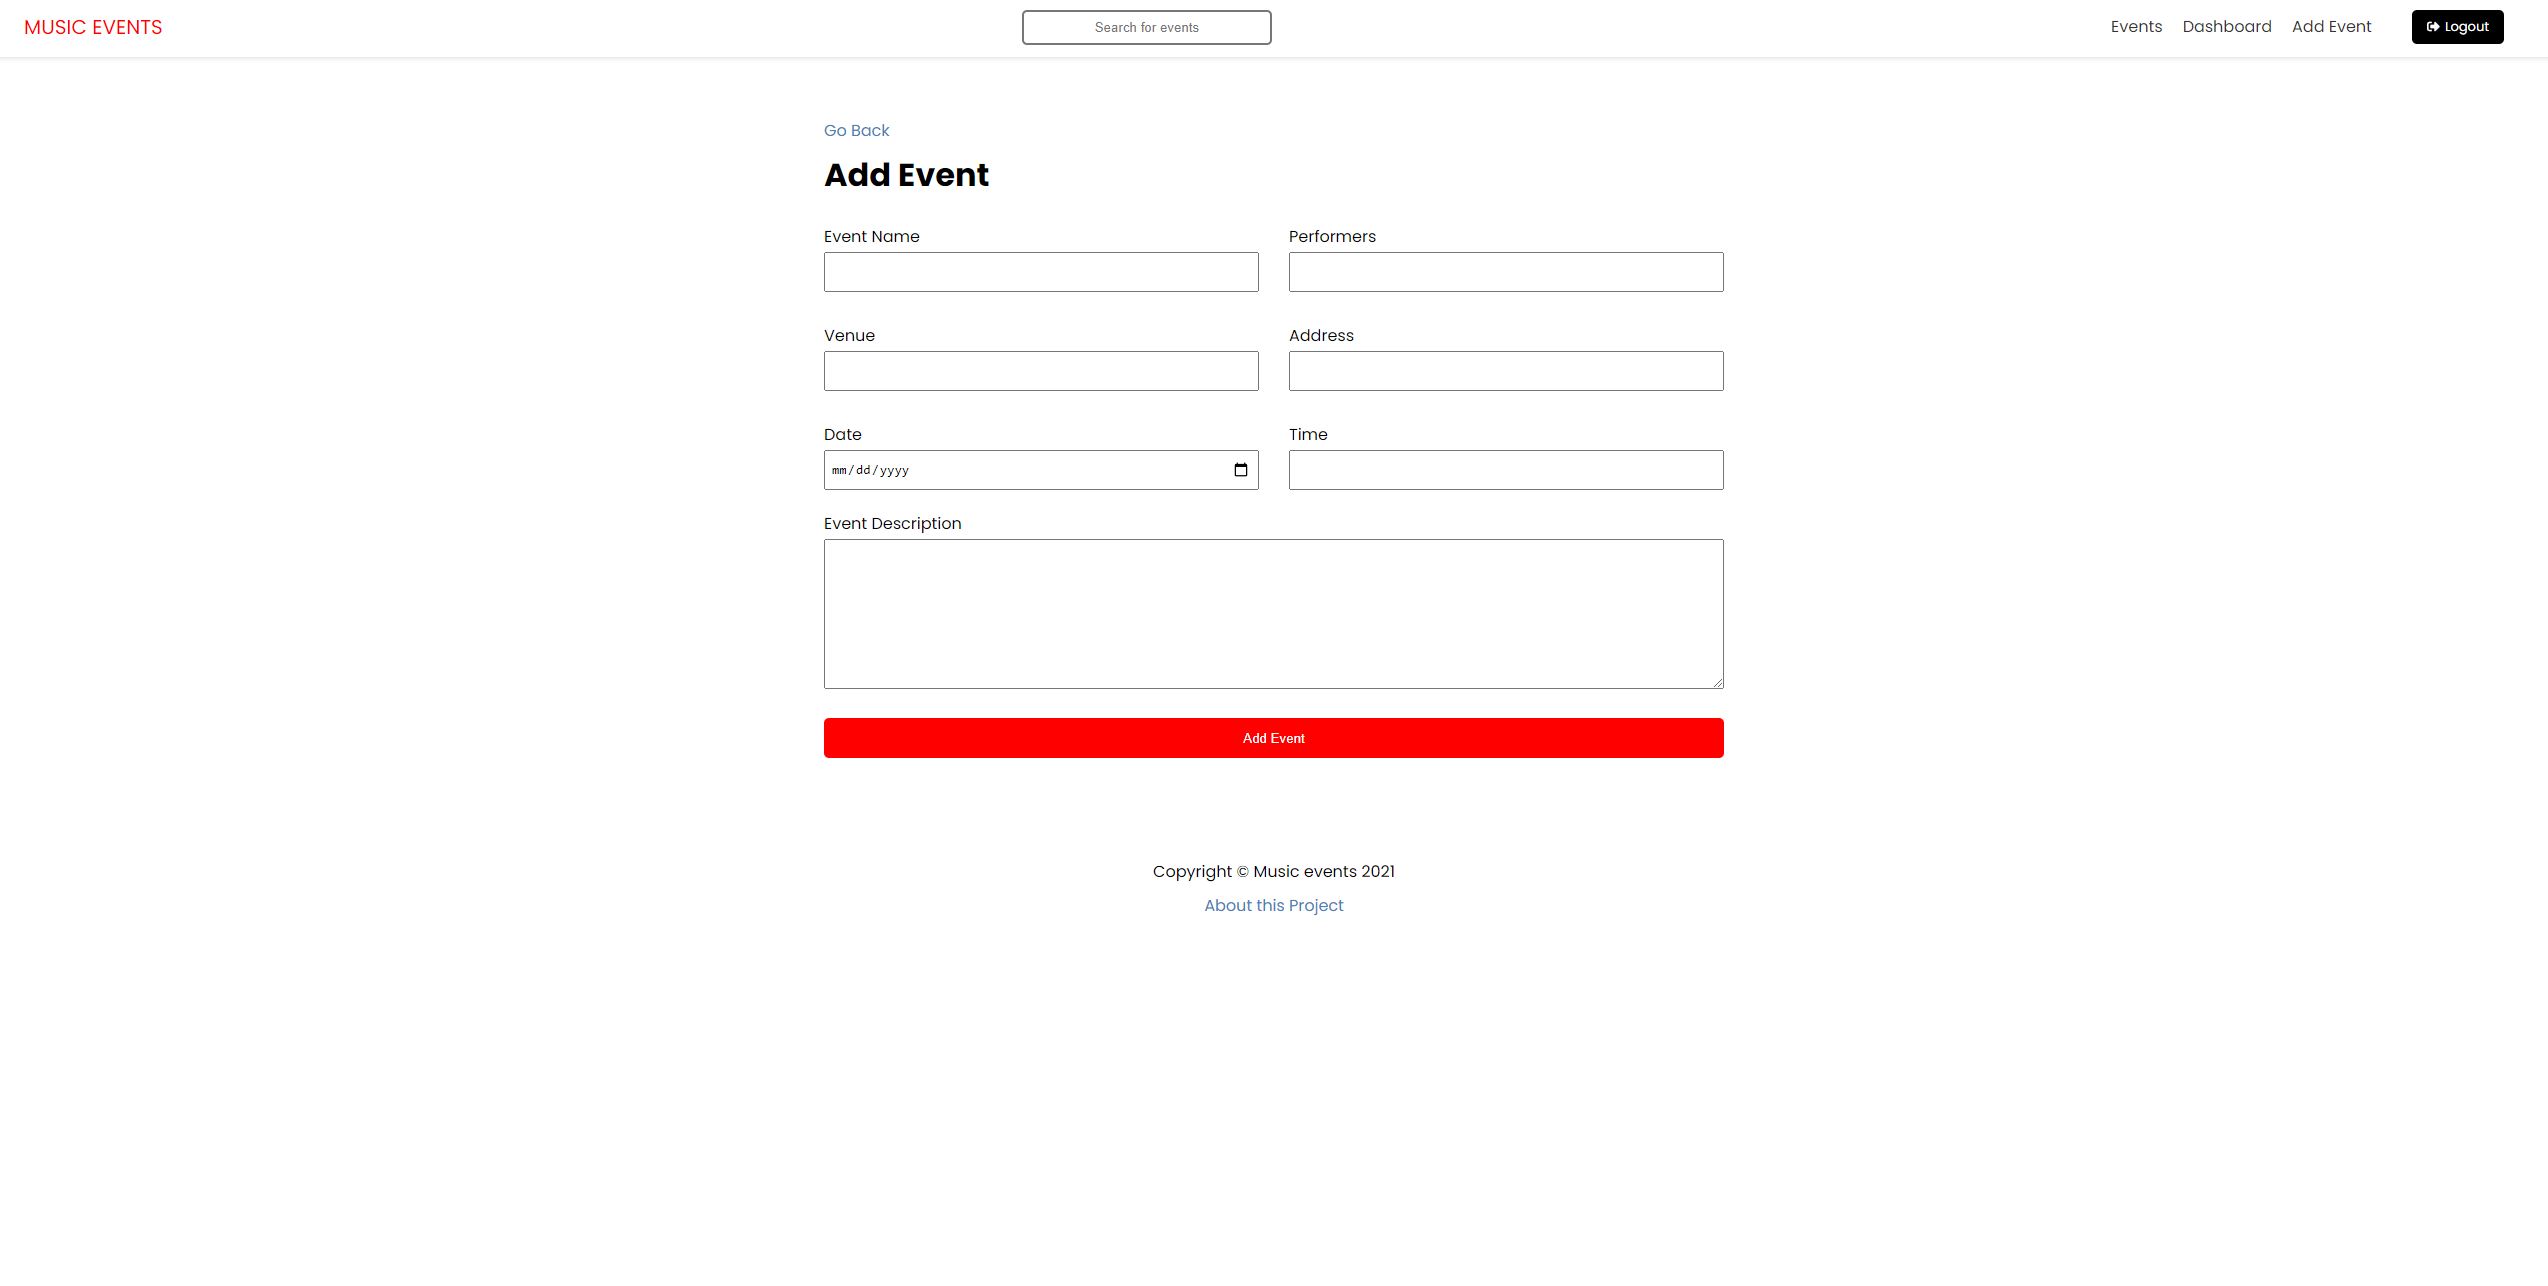 MUSIC EVENTS
Search for events
Events Dashboard Add Event Logout
Go Back
Add Event
Event Name
Performers
Venue
Address
Date
Time
mm/dd/yyyy
Event Description
Add Event
Copyright © Music events 2021
About this Project